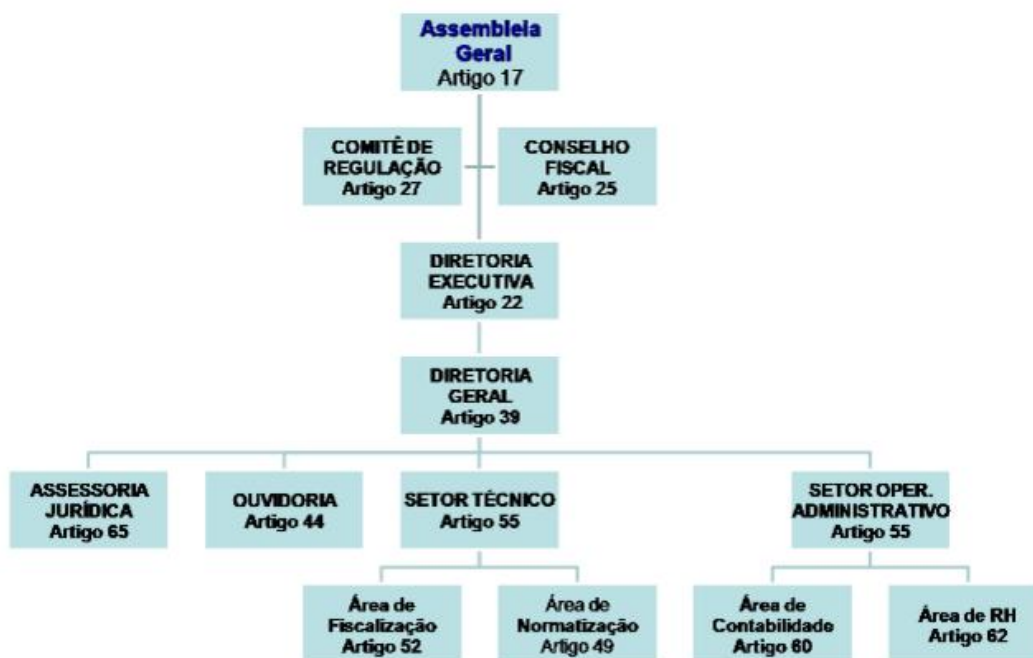 Assembleia
Geral
Artigo 17
COMITÊ DE
REGULAÇÃO
Artigo 27
CONSELHO
FISCAL
Artigo 25
DIRETORIA
EXECUTIVA
Artigo 22
DIRETORIA
GERAL
Artigo 39
ASSESSORIA
JURÍDICA
Artigo 65
OUVIDORIA
Artigo 44
SETOR TÉCNICO
Artigo 55
SETOR OPER.
ADMINISTRATIVO
Artigo 55
Área de
Fiscalização
Artigo 52
Área de
Normatização
Artigo 49
Área de
Contabilidade
Artigo 60
Área de RH
Artigo 62